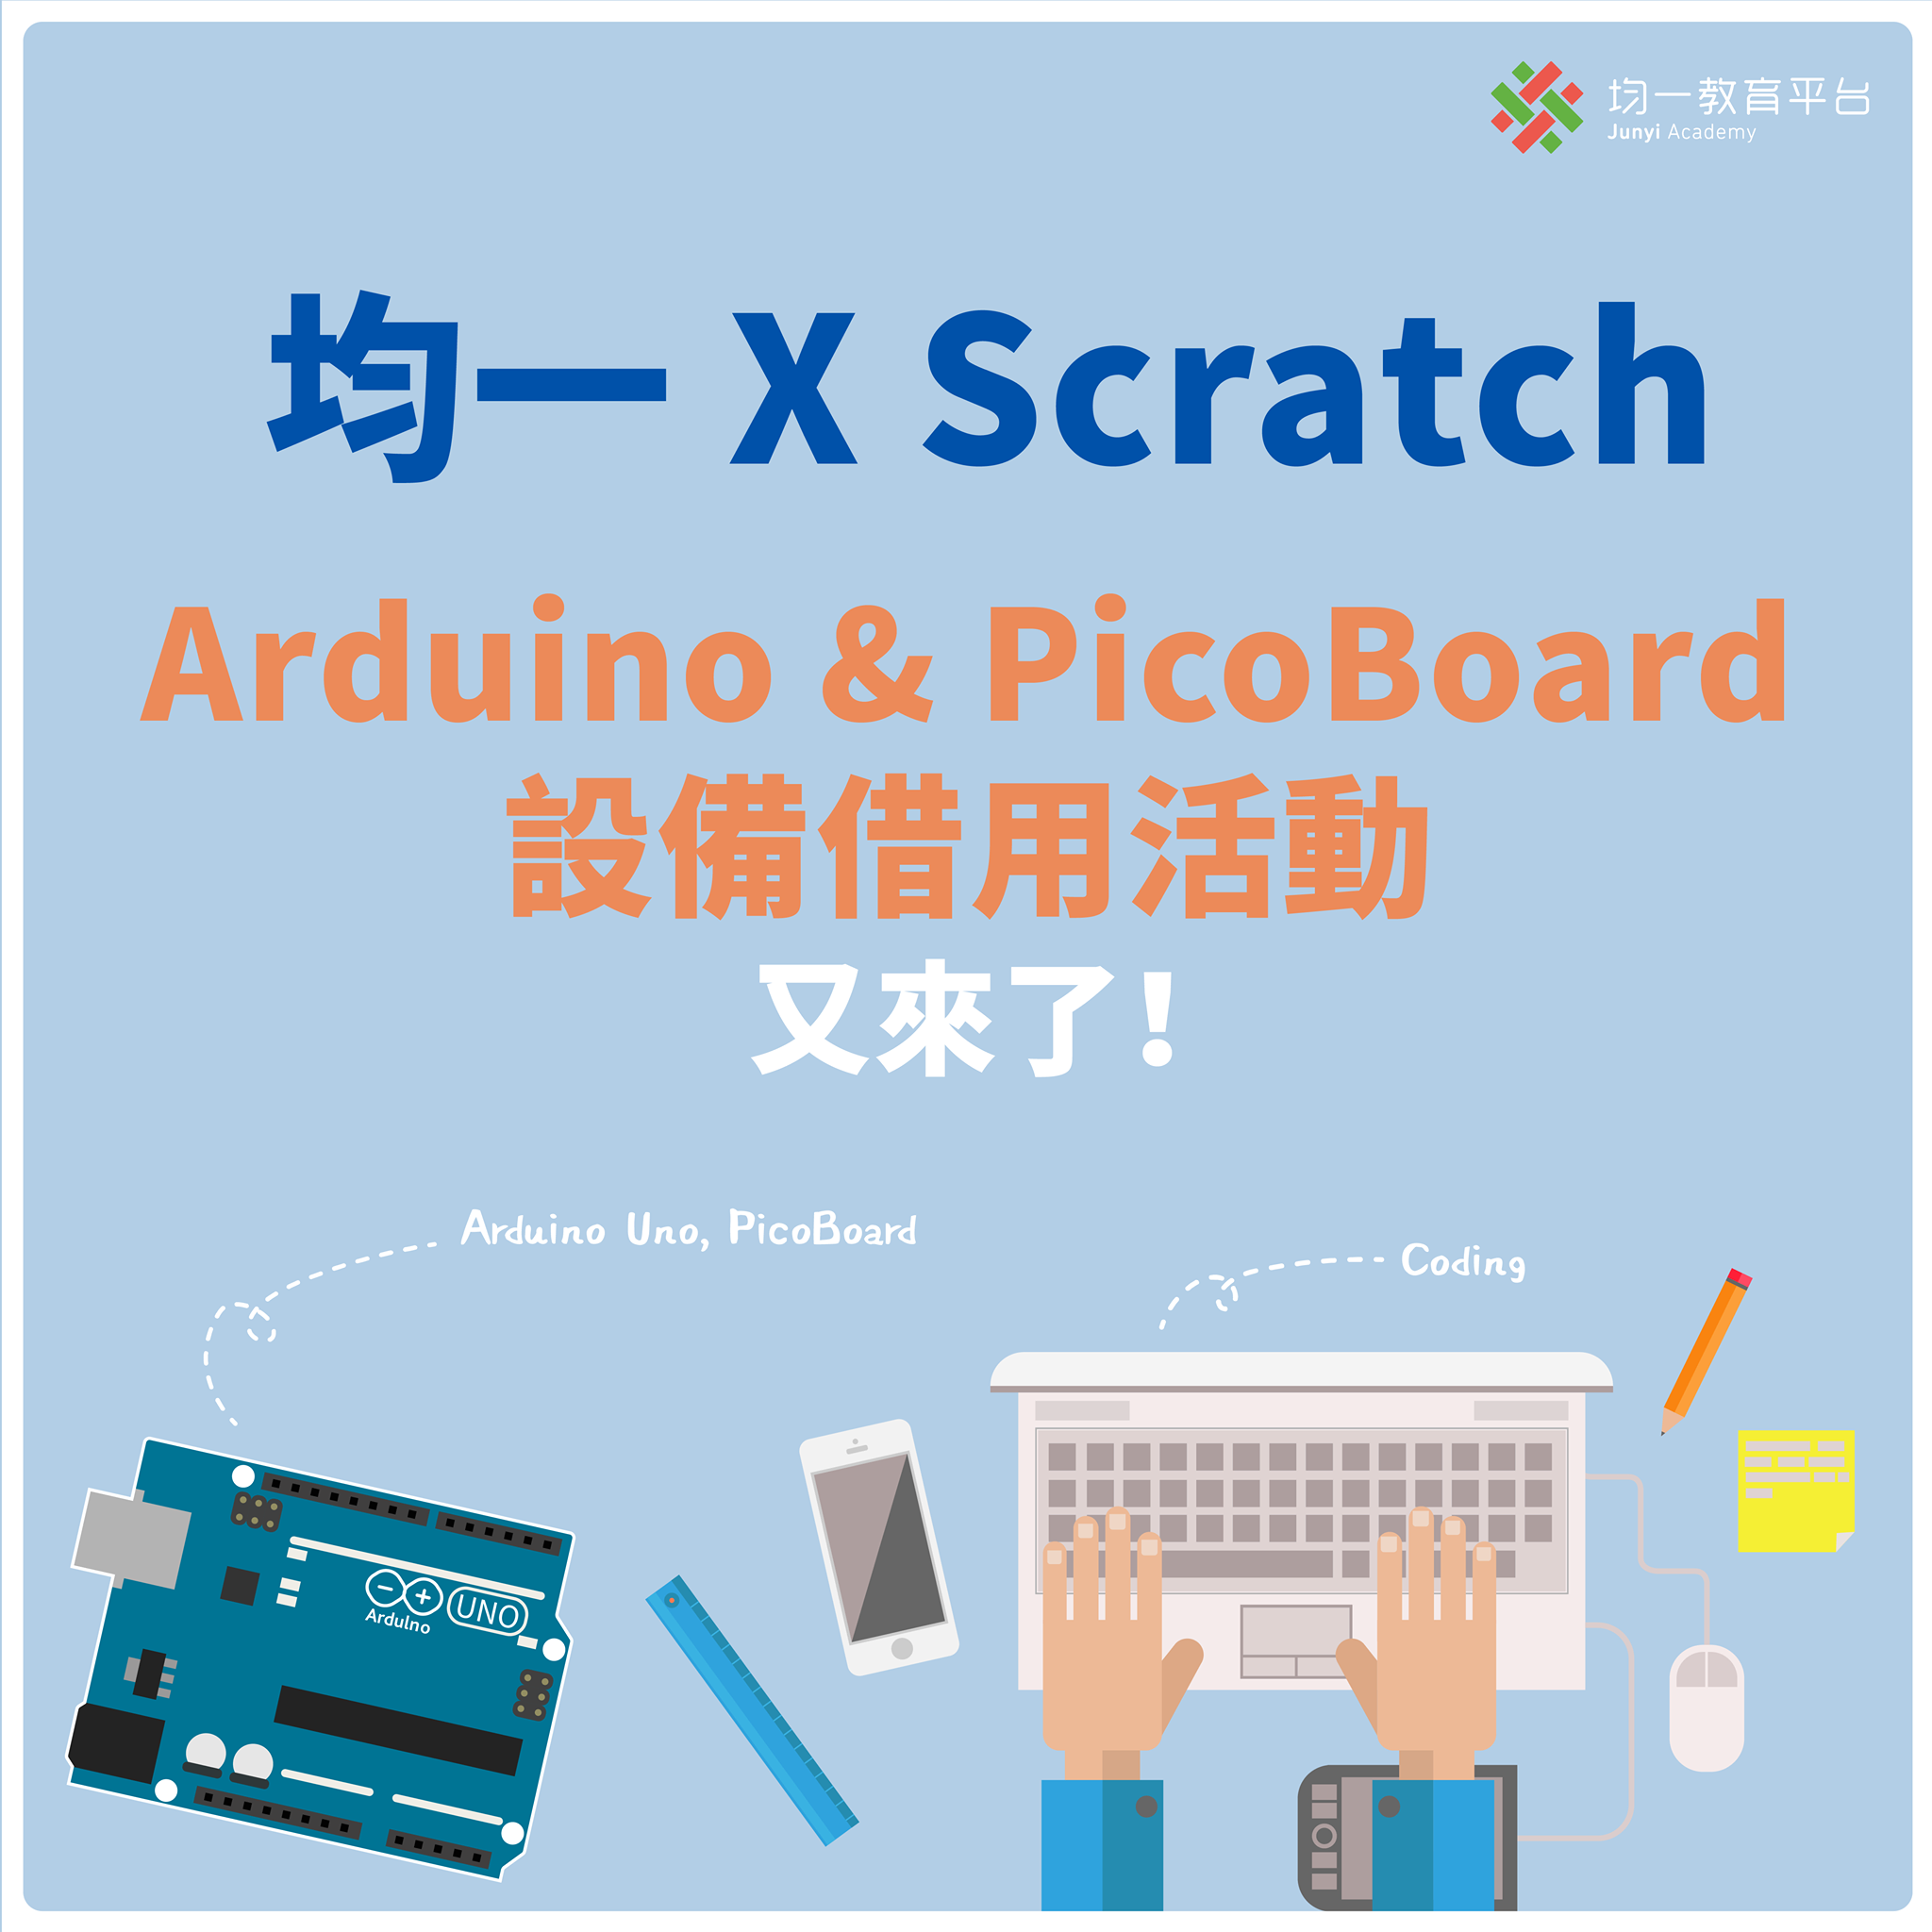 均一教育平台
Junyi Academy
均一 X Scratch
Arduino & PicoBoard
設備借用活動
又來了!
Arduino Uno, PicoBoard
Coding
UNO
Arduino